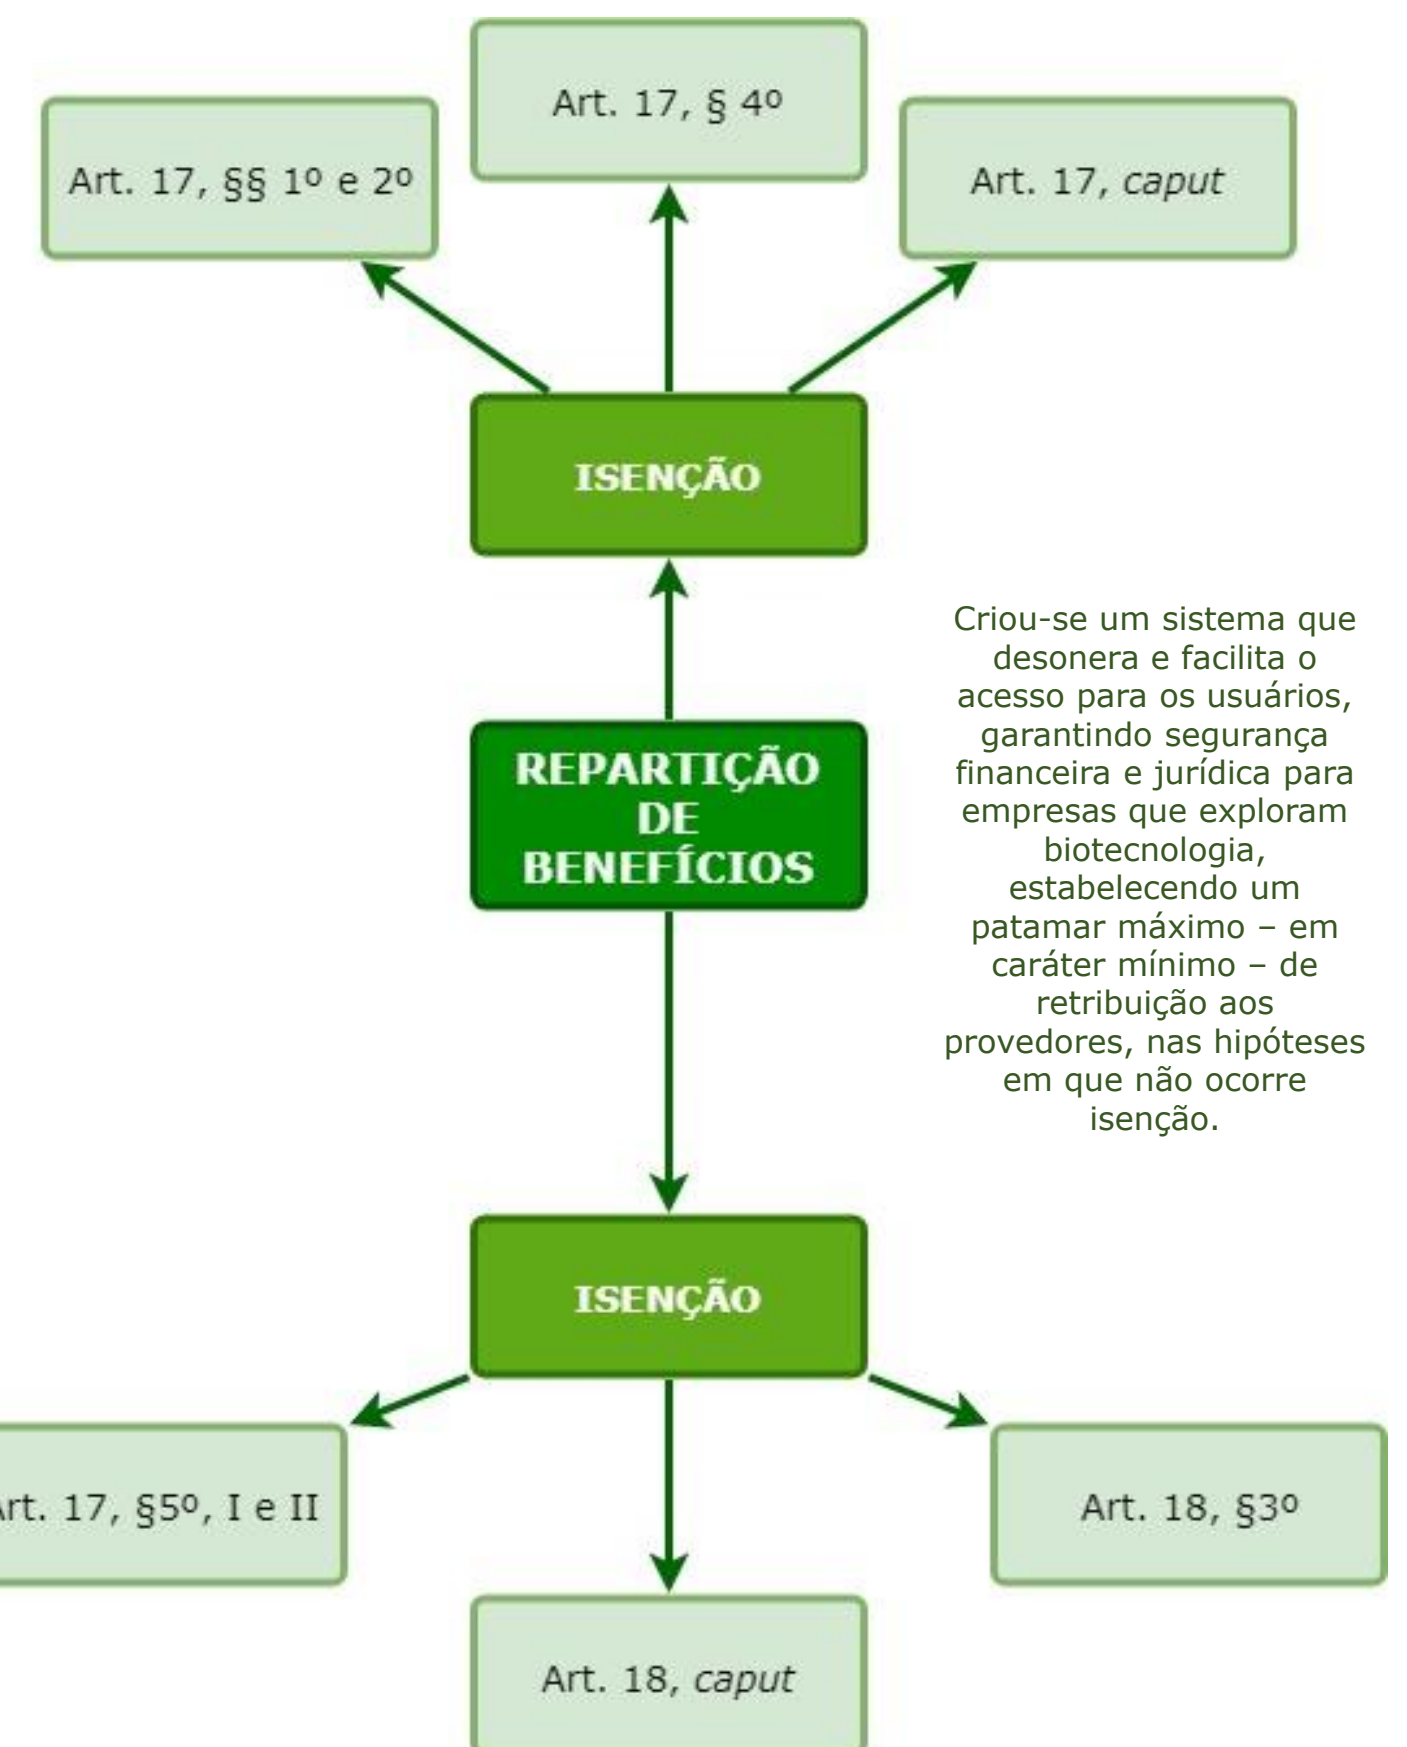 Art. 17, § 4º
Art. 17, §§ 1º e 2º
Art. 17, caput
ISENÇÃO
Criou-se um sistema que
desonera e facilita o
acesso para os usuários,
garantindo segurança
financeira e jurídica para
empresas que exploram
biotecnologia,
estabelecendo um
patamar máximo – em
caráter mínimo – de
retribuição aos
provedores, nas hipóteses
em que não ocorre
isenção.
REPARTIÇÃO
DE
BENEFÍCIOS
ISENÇÃO
Art. 17, §5º, I e II
Art. 18, §3º
Art. 18, caput